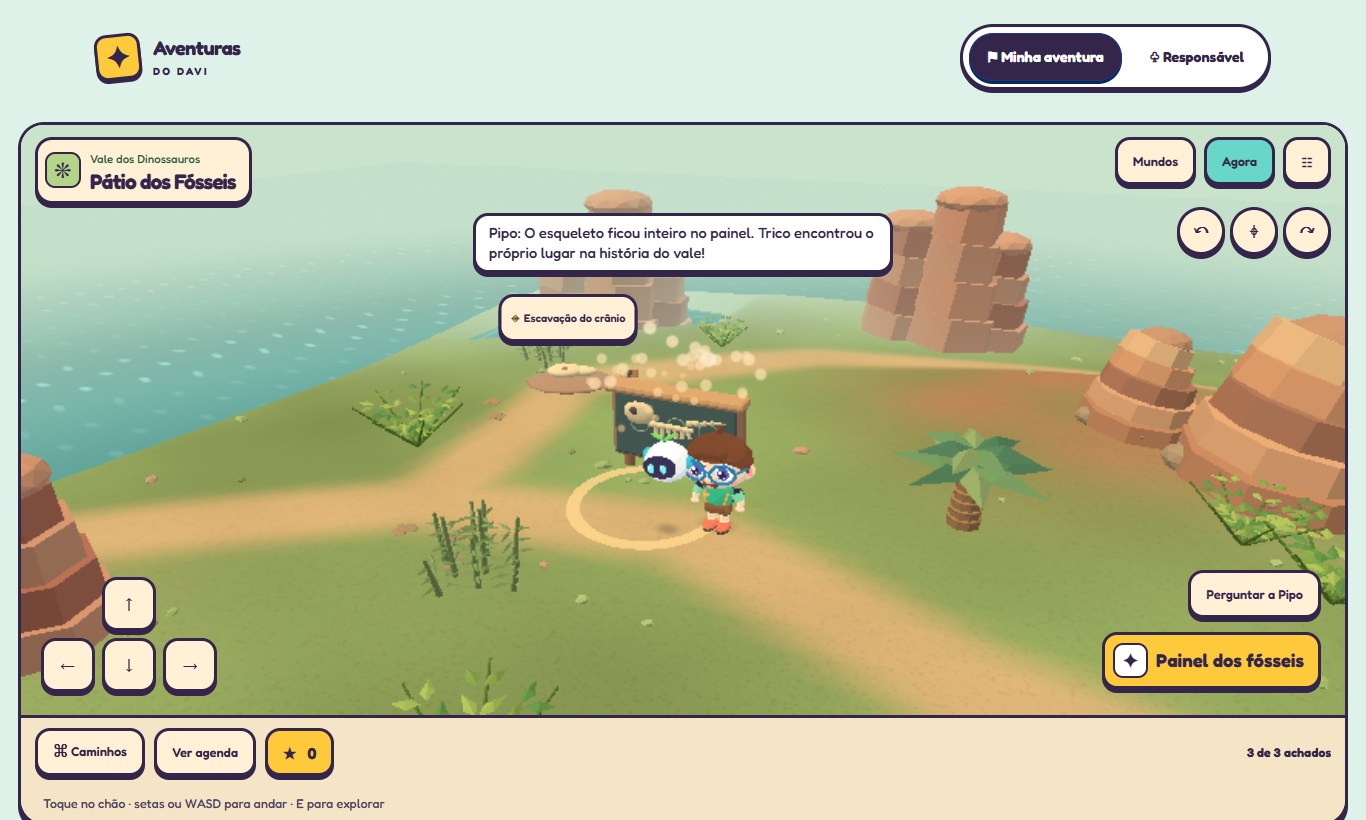 Aventuras
DO DAVI
Minha aventura
Responsável
Vale dos Dinossauros
Pátio dos Fósseis
Mundos
Agora
Pipo: O esqueleto ficou inteiro no painel. Trico encontrou o
próprio lugar na história do vale!
Escavação do crânio
Perguntar a Pipo
Painel dos fósseis
Caminhos
Ver agenda
★ 0
3 de 3 achados
Toque no chão · setas ou WASD para andar · E para explorar